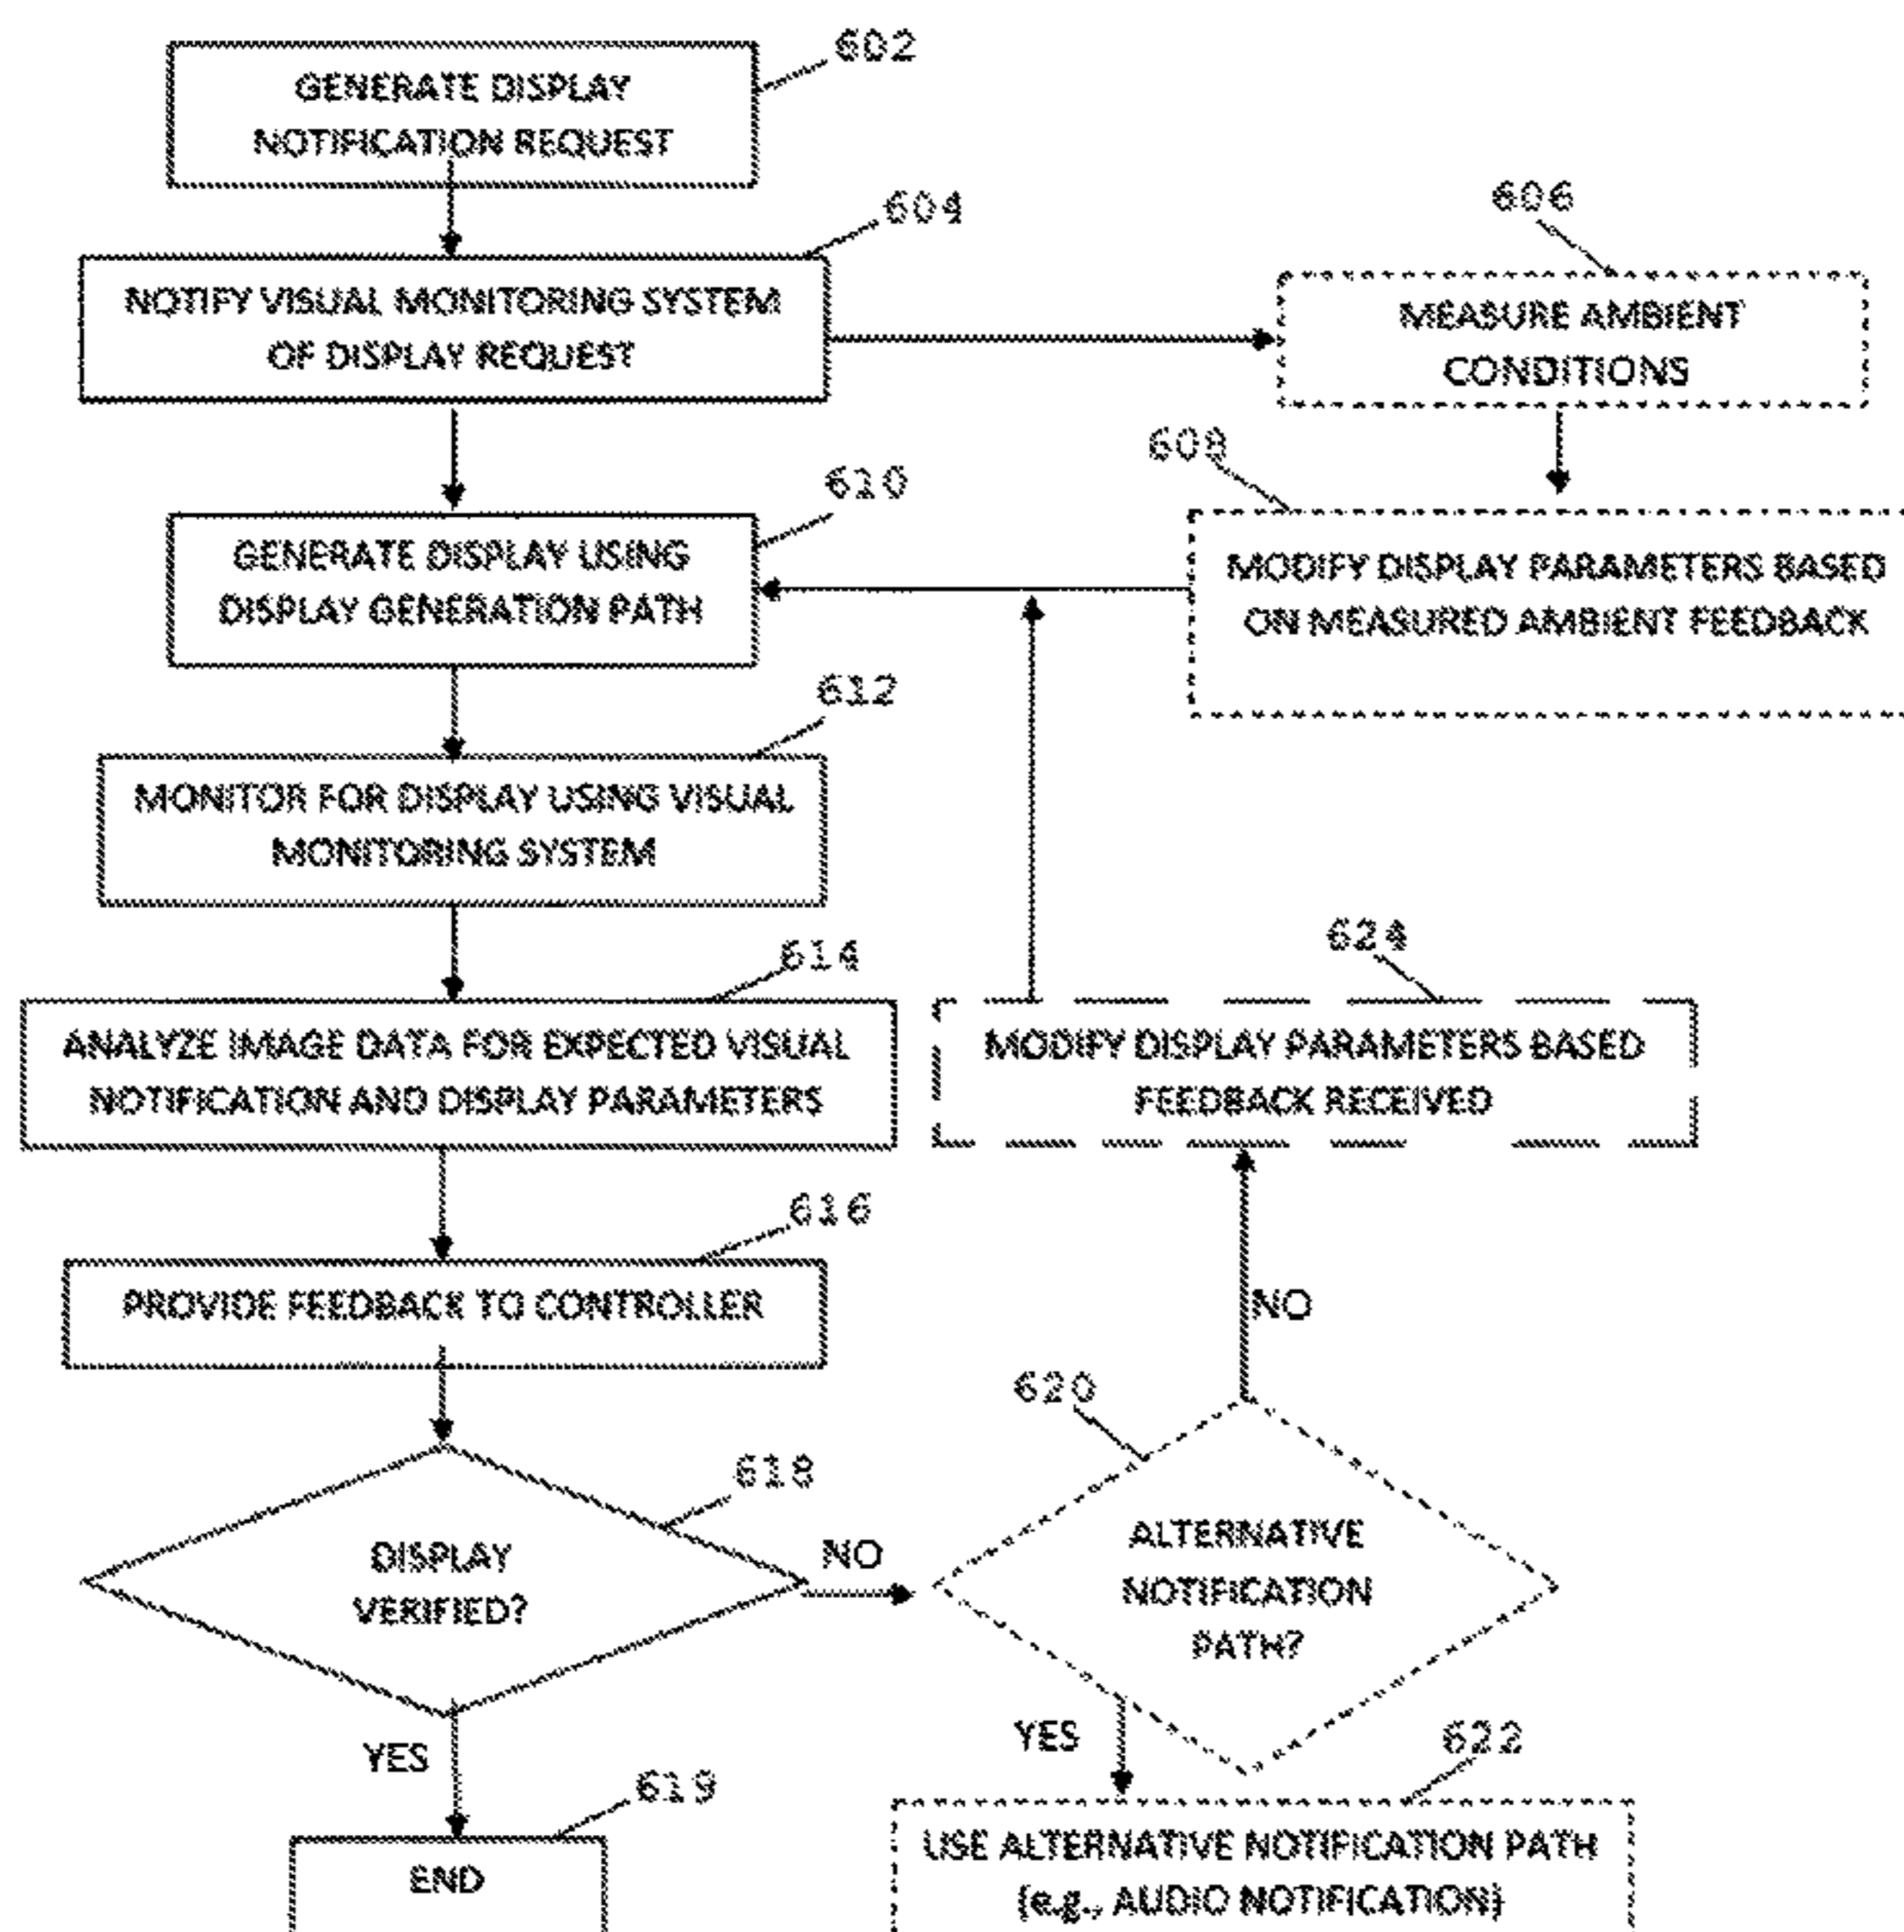 602
GENERATE DISPLAY
NOTIFICATION REQUEST
604
NOTIFY VISUAL MONITORING SYSTEM
OF DISPLAY REQUEST
606
MEASURE AMBIENT
CONDITIONS
608
MODIFY DISPLAY PARAMETERS BASED
ON MEASURED AMBIENT FEEDBACK
610
GENERATE DISPLAY USING
DISPLAY GENERATION PATH
612
MONITOR FOR DISPLAY USING VISUAL
MONITORING SYSTEM
614
ANALYZE IMAGE DATA FOR EXPECTED VISUAL
NOTIFICATION AND DISPLAY PARAMETERS
624
MODIFY DISPLAY PARAMETERS BASED
FEEDBACK RECEIVED
616
PROVIDE FEEDBACK TO CONTROLLER
NO
618
DISPLAY
VERIFIED?
NO
620
ALTERNATIVE
NOTIFICATION
PATH?
YES
619
END
YES
622
USE ALTERNATIVE NOTIFICATION PATH
(e.g., AUDIO NOTIFICATION)